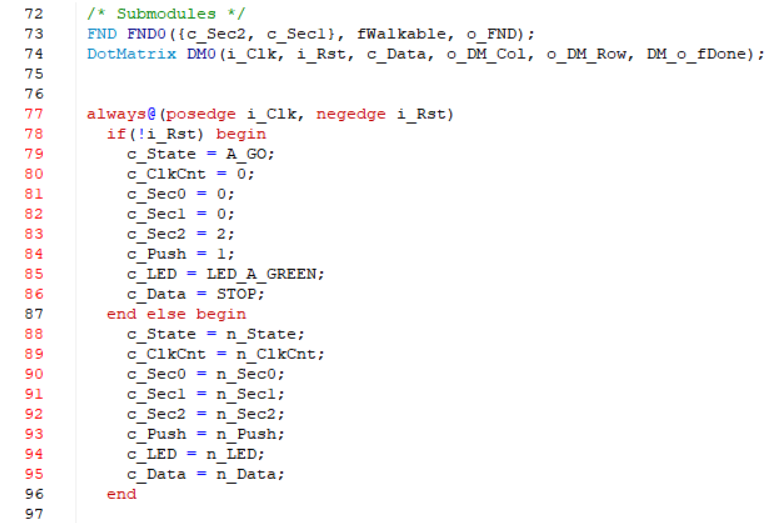 72 /* Submodules */
73 FND FND0({c_Sec2, c_Sec1}, fWalkable, o_FND);
74 DotMatrix DM0(i_Clk, i_Rst, c_Data, o_DM_Col, o_DM_Row, DM_o_fDone);
75
76
77 always@(posedge i_Clk, negedge i_Rst)
78 if(!i_Rst) begin
79 c_State = A_GO;
80 c_ClkCnt = 0;
81 c_Sec0 = 0;
82 c_Sec1 = 0;
83 c_Sec2 = 2;
84 c_Push = 1;
85 c_LED = LED_A_GREEN;
86 c_Data = STOP;
87 end else begin
88 c_State = n_State;
89 c_ClkCnt = n_ClkCnt;
90 c_Sec0 = n_Sec0;
91 c_Sec1 = n_Sec1;
92 c_Sec2 = n_Sec2;
93 c_Push = n_Push;
94 c_LED = n_LED;
95 c_Data = n_Data;
96 end
97